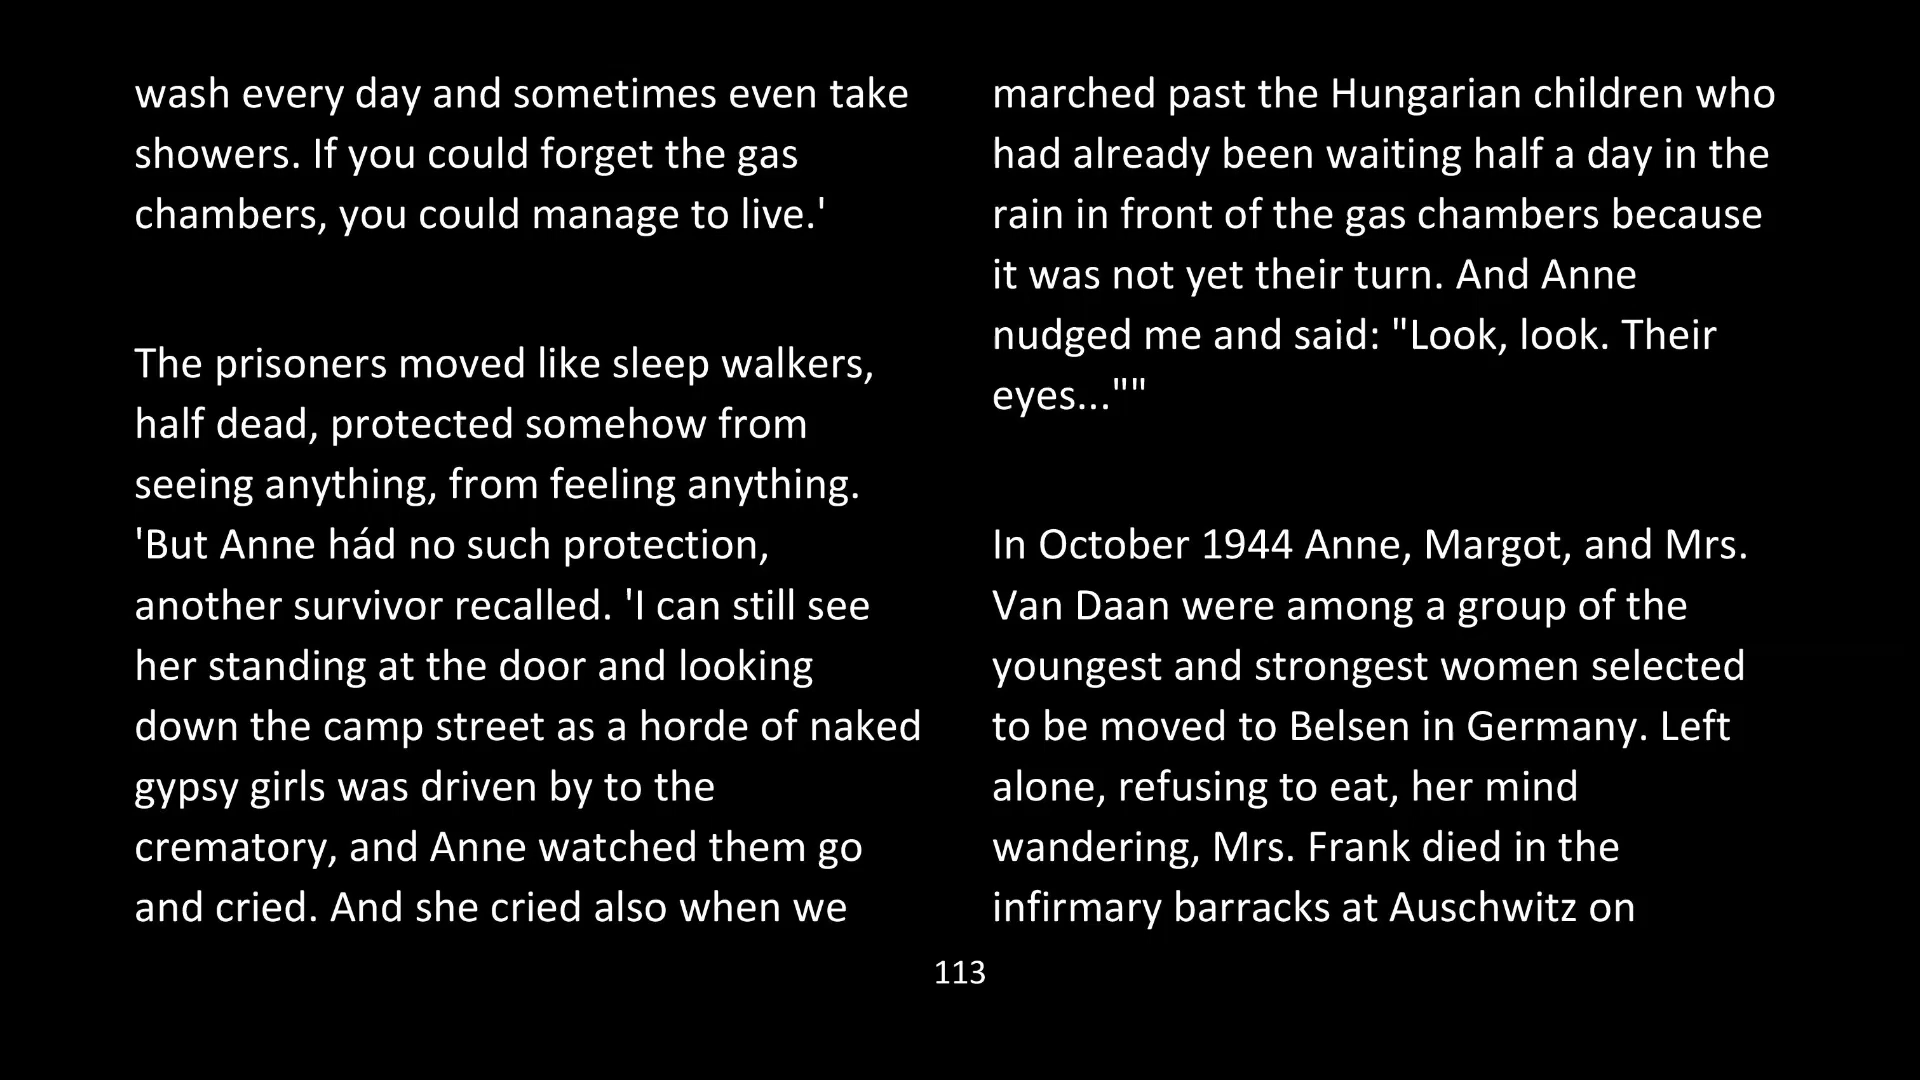 wash every day and sometimes even take
showers. If you could forget the gas
chambers, you could manage to live.'
The prisoners moved like sleep walkers,
half dead, protected somehow from
seeing anything, from feeling anything.
'But Anne hád no such protection,
another survivor recalled. 'I can still see
her standing at the door and looking
down the camp street as a horde of naked
gypsy girls was driven by to the
crematory, and Anne watched them go
and cried. And she cried also when we
marched past the Hungarian children who
had already been waiting half a day in the
rain in front of the gas chambers because
it was not yet their turn. And Anne
nudged me and said: "Look, look. Their
eyes...""
In October 1944 Anne, Margot, and Mrs.
Van Daan were among a group of the
youngest and strongest women selected
to be moved to Belsen in Germany. Left
alone, refusing to eat, her mind
wandering, Mrs. Frank died in the
infirmary barracks at Auschwitz on
113